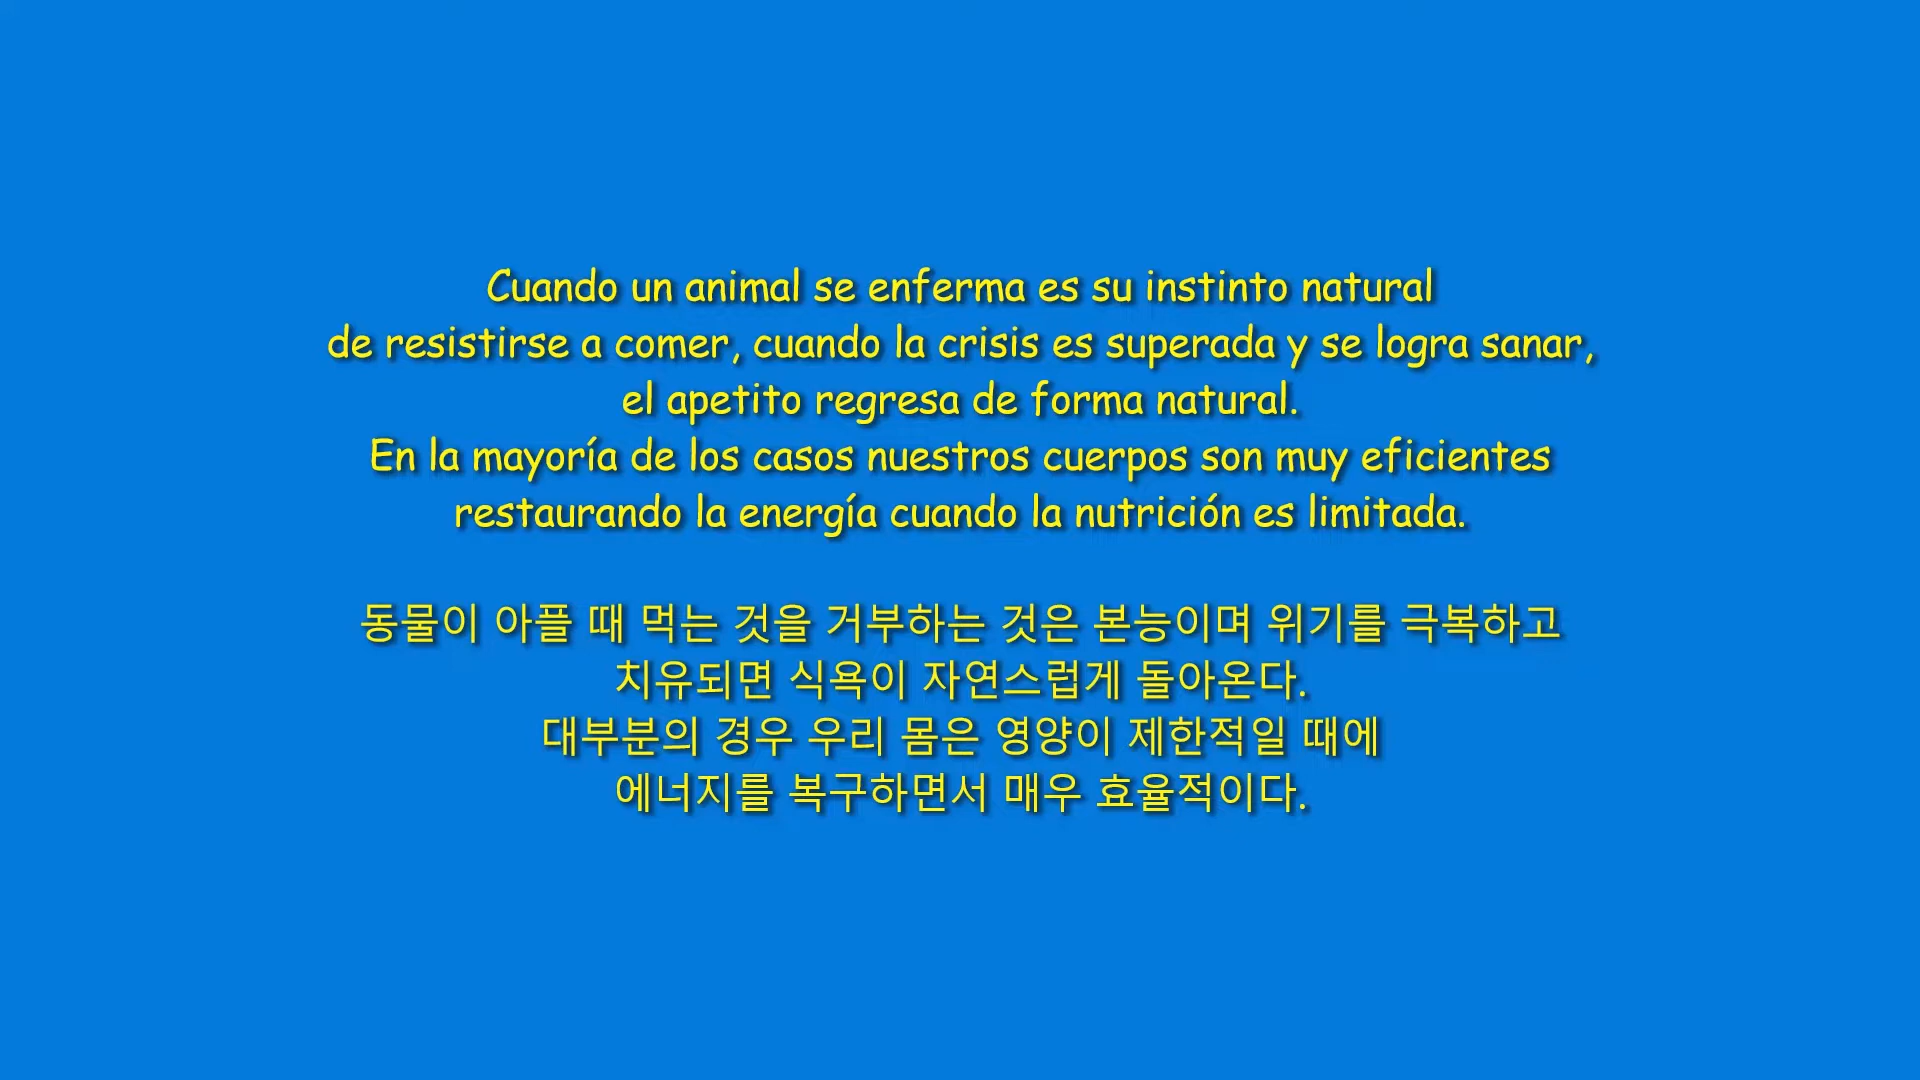 Cuando un animal se enferma es su instinto natural
de resistirse a comer, cuando la crisis es superada y se logra sanar,
el apetito regresa de forma natural.
En la mayoría de los casos nuestros cuerpos son muy eficientes
restaurando la energía cuando la nutrición es limitada.
동물이 아플 때 먹는 것을 거부하는 것은 본능이며 위기를 극복하고
치유되면 식욕이 자연스럽게 돌아온다.
대부분의 경우 우리 몸은 영양이 제한적일 때에
에너지를 복구하면서 매우 효율적이다.